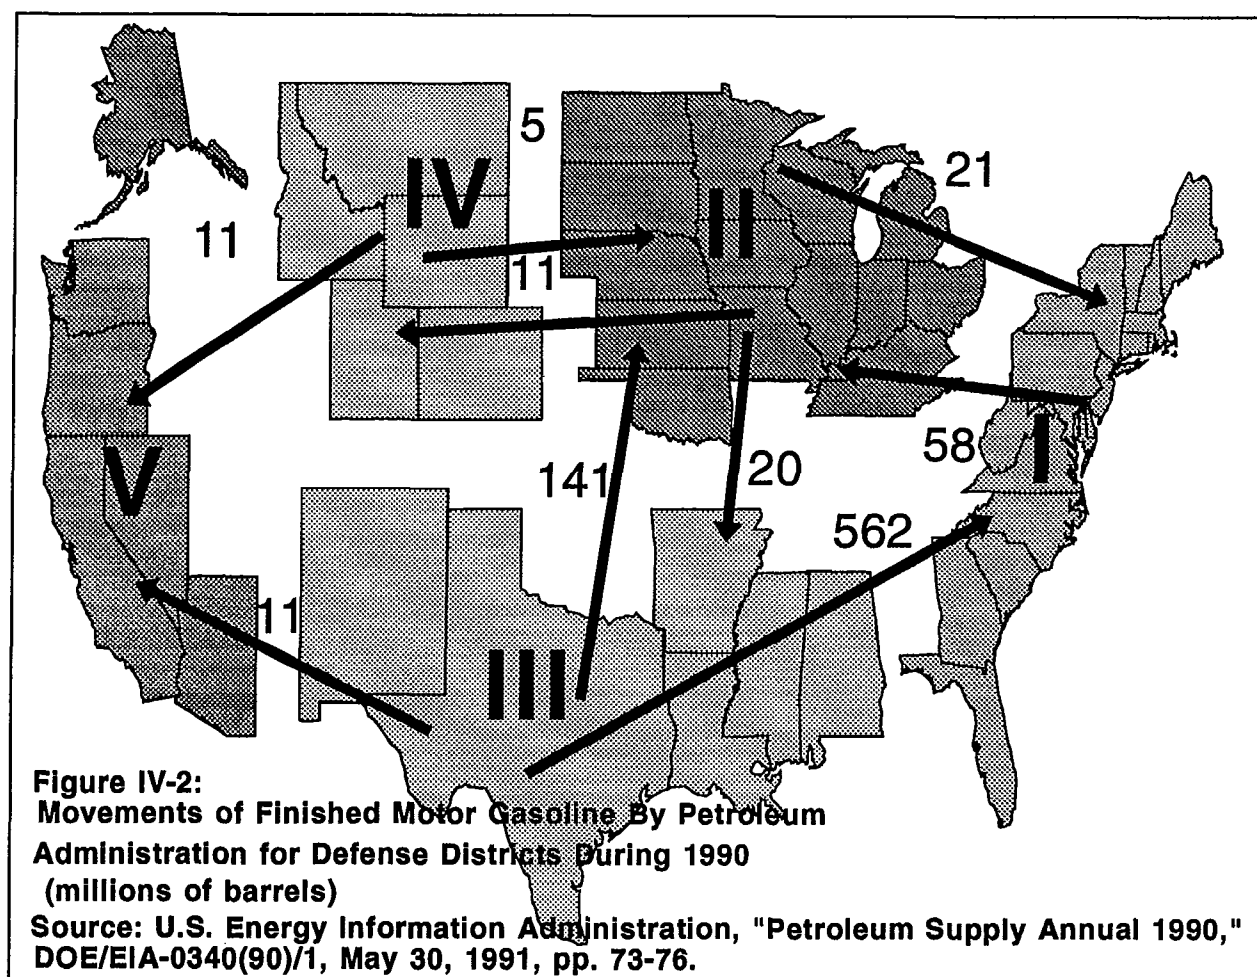 5
21
IV
II
11
11
I
58
V
141
20
562
11
III
Figure IV-2:
Movements of Finished Motor Gasoline By Petroleum
Administration for Defense Districts During 1990
(millions of barrels)
Source: U.S. Energy Information Administration, "Petroleum Supply Annual 1990,"
DOE/EIA-0340(90)/1, May 30, 1991, pp. 73-76.